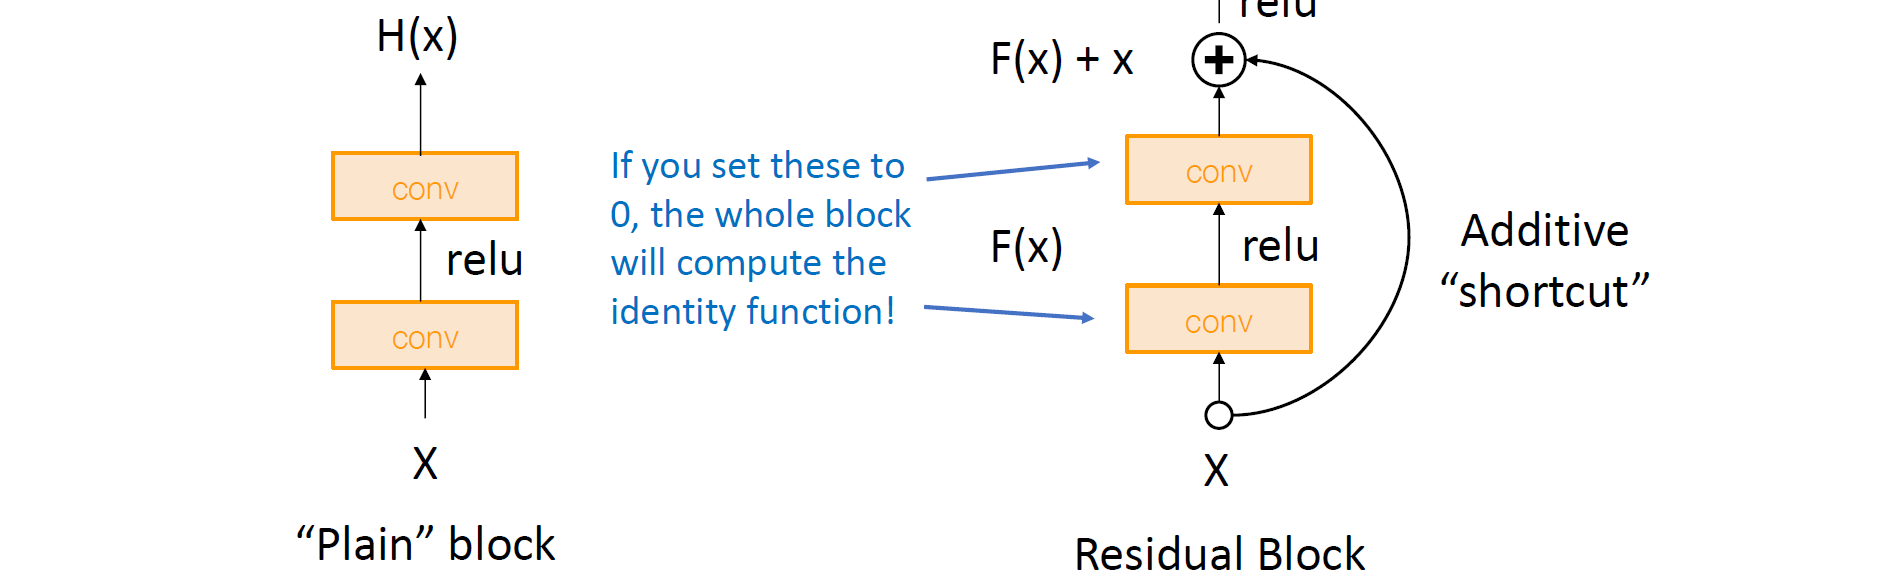 H(x)
conv
relu
conv
X
“Plain” block
If you set these to
0, the whole block
will compute the
identity function!
relu
F(x) + x
conv
F(x)
relu
conv
X
Residual Block
Additive
“shortcut”